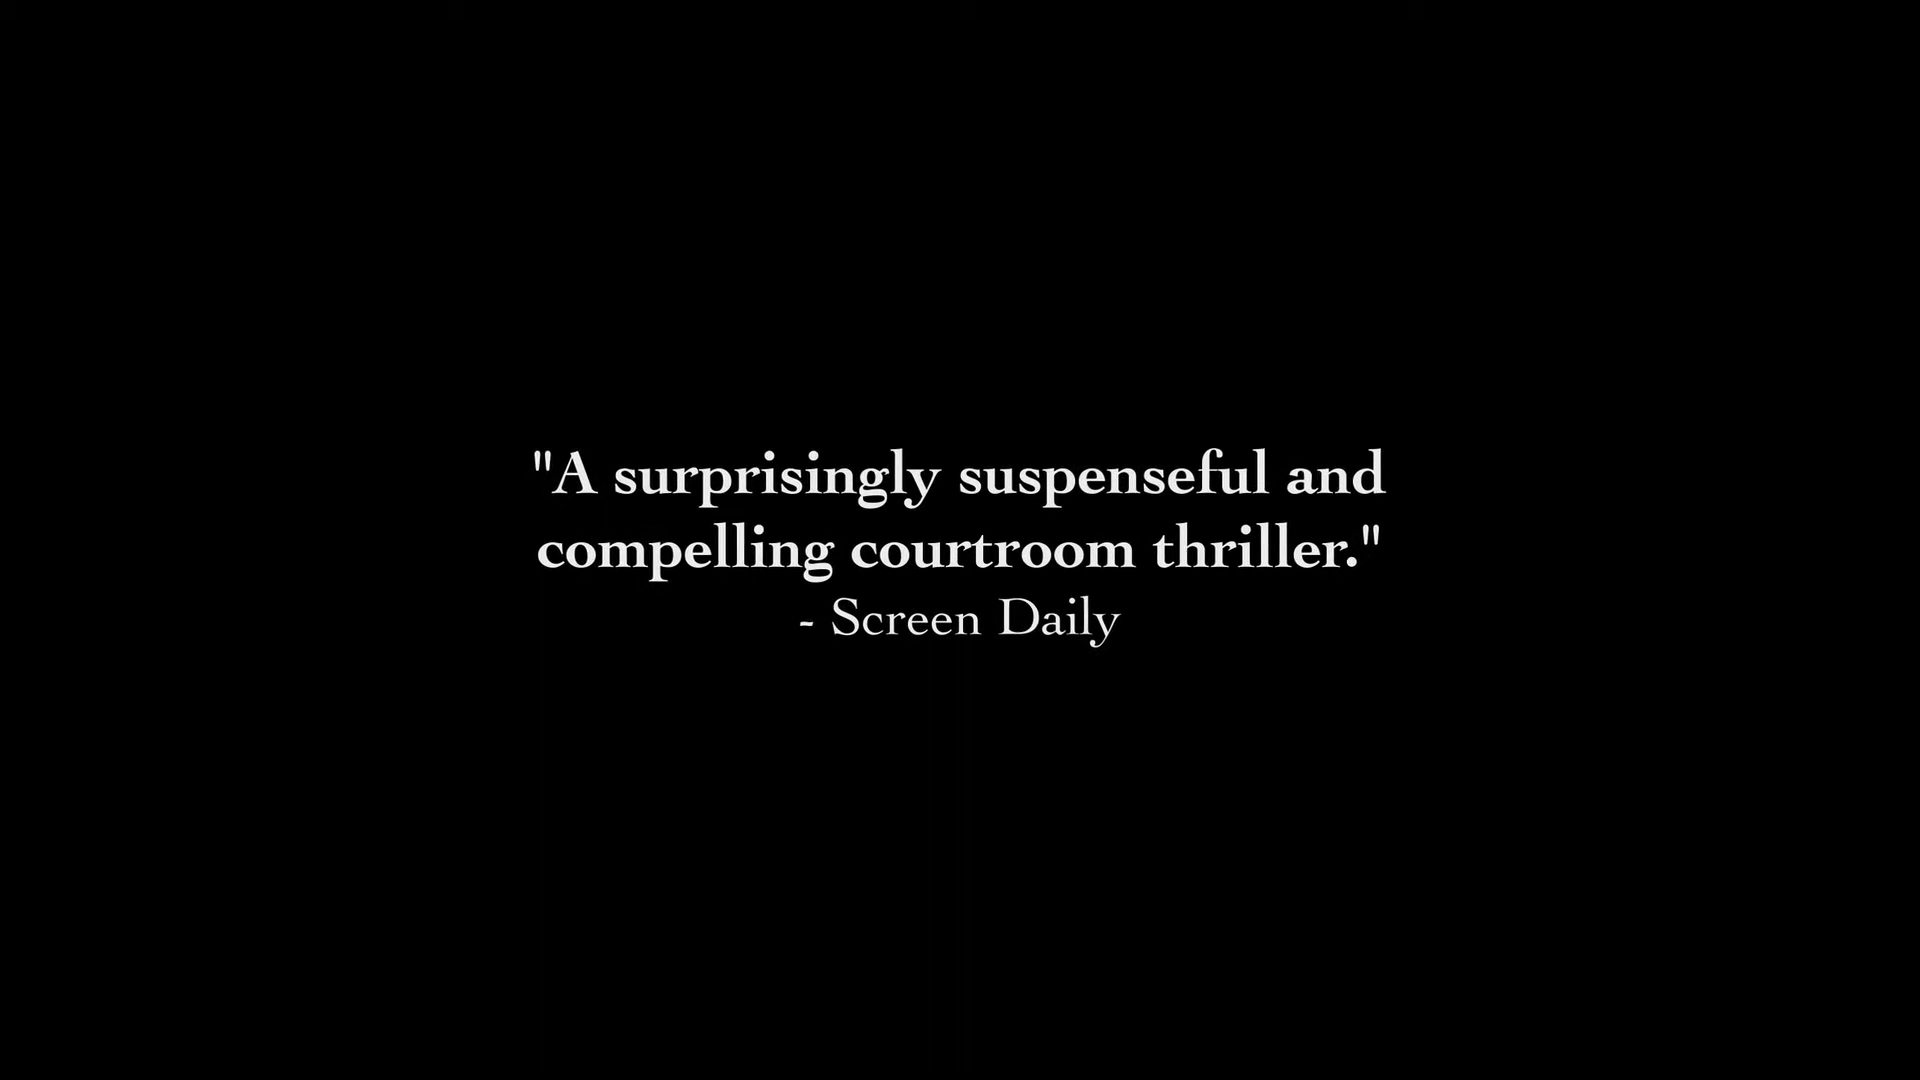 "A surprisingly suspenseful and
compelling courtroom thriller."
- Screen Daily